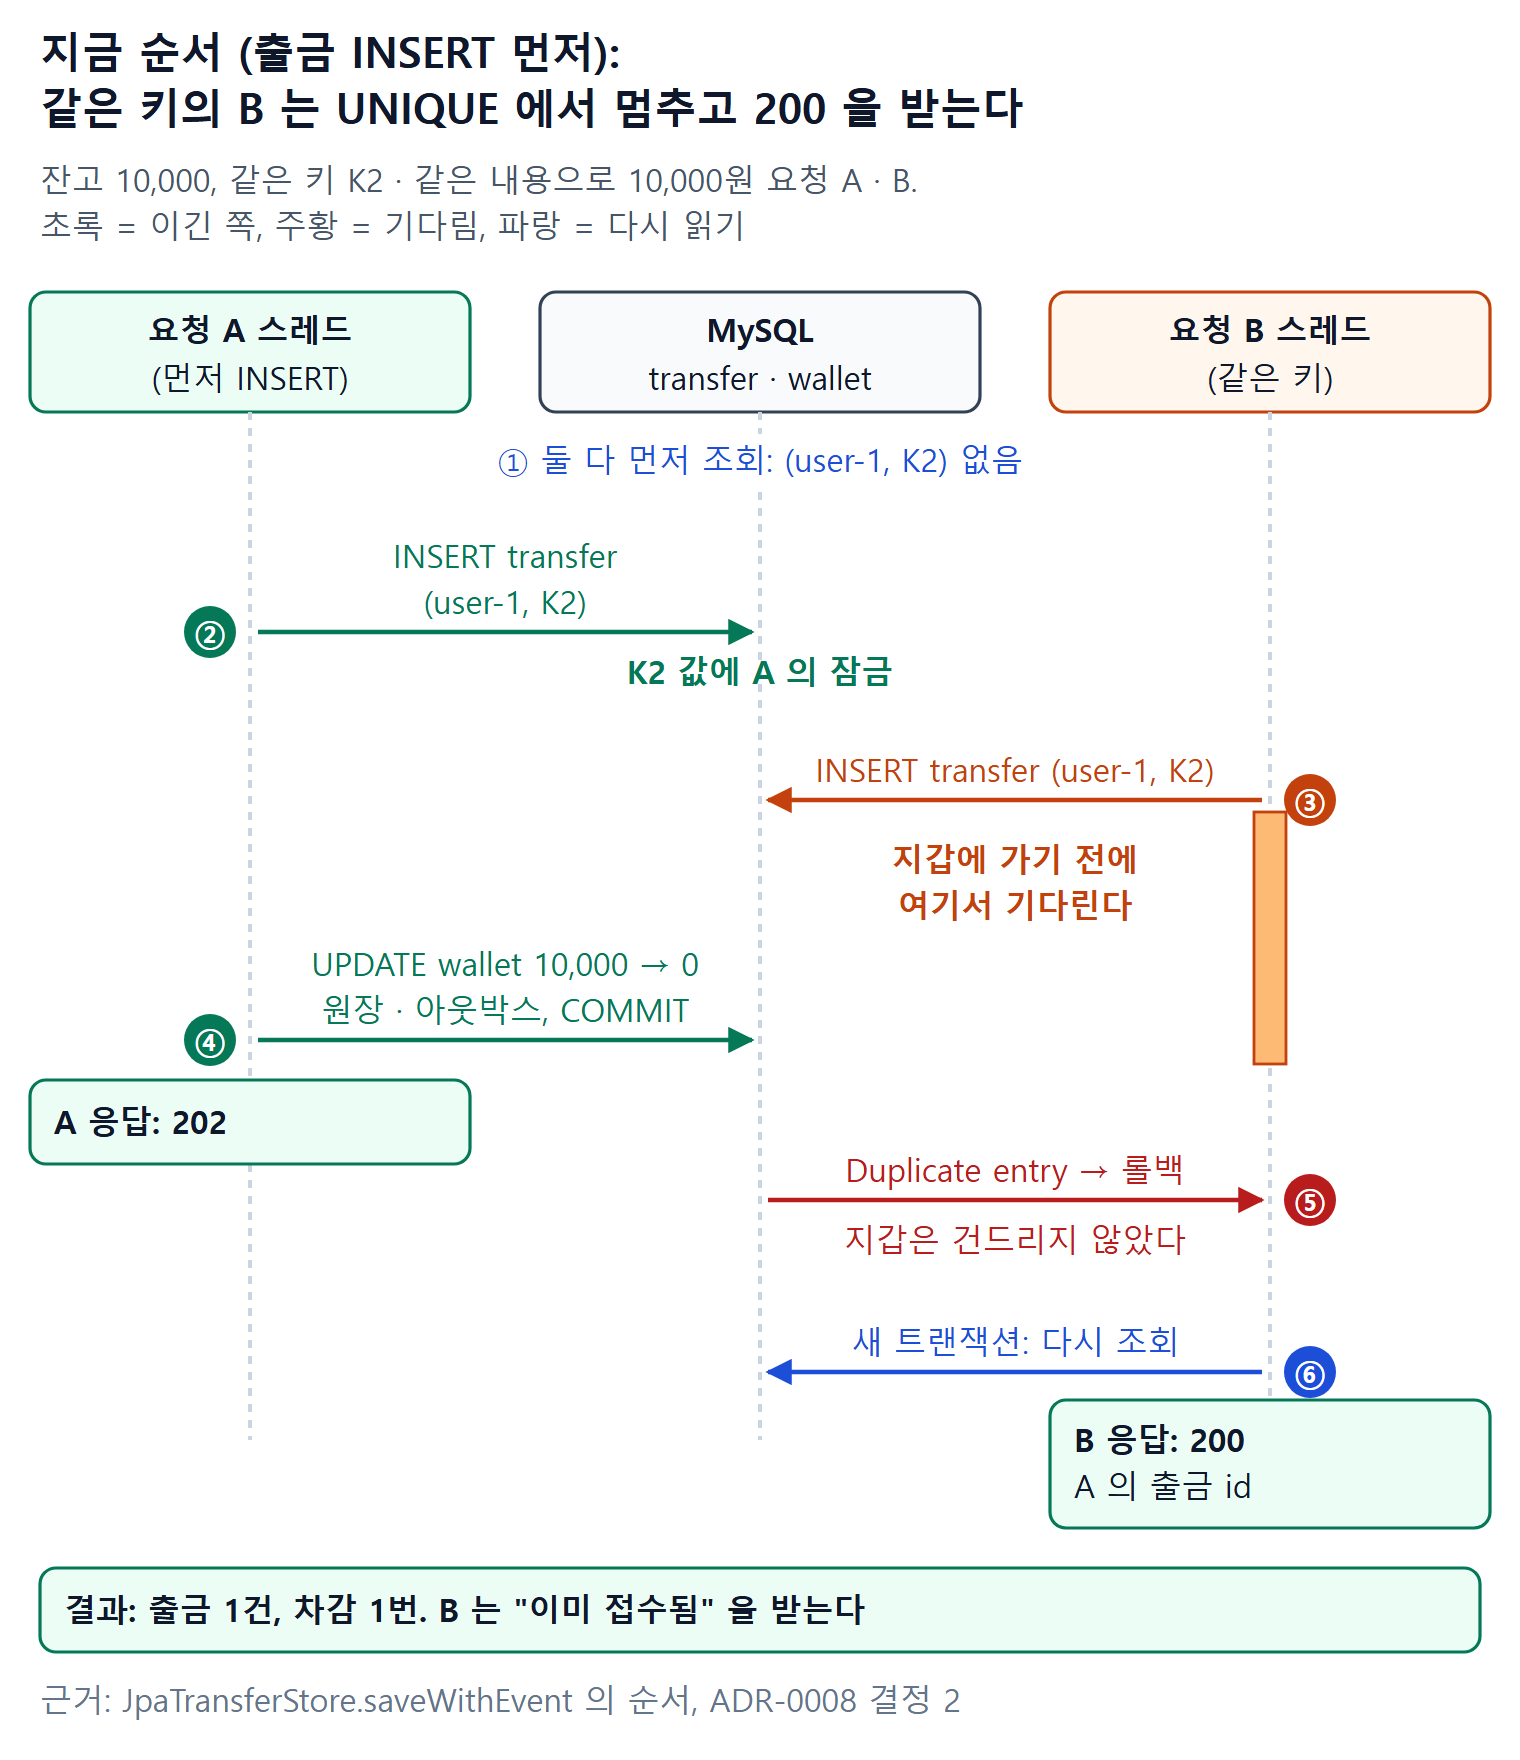 지금 순서 (출금 INSERT 먼저):
같은 키의 B 는 UNIQUE 에서 멈추고 200 을 받는다
잔고 10,000, 같은 키 K2 · 같은 내용으로 10,000원 요청 A · B.
초록 = 이긴 쪽, 주황 = 기다림, 파랑 = 다시 읽기
요청 A 스레드
(먼저 INSERT)
MySQL
transfer · wallet
요청 B 스레드
(같은 키)
① 둘 다 먼저 조회: (user-1, K2) 없음
INSERT transfer
(user-1, K2)
②
K2 값에 A 의 잠금
INSERT transfer (user-1, K2)
③
지갑에 가기 전에
여기서 기다린다
UPDATE wallet 10,000 → 0
원장 · 아웃박스, COMMIT
④
A 응답: 202
Duplicate entry → 롤백
⑤
지갑은 건드리지 않았다
새 트랜잭션: 다시 조회
⑥
B 응답: 200
A 의 출금 id
결과: 출금 1건, 차감 1번. B 는 "이미 접수됨" 을 받는다
근거: JpaTransferStore.saveWithEvent 의 순서, ADR-0008 결정 2